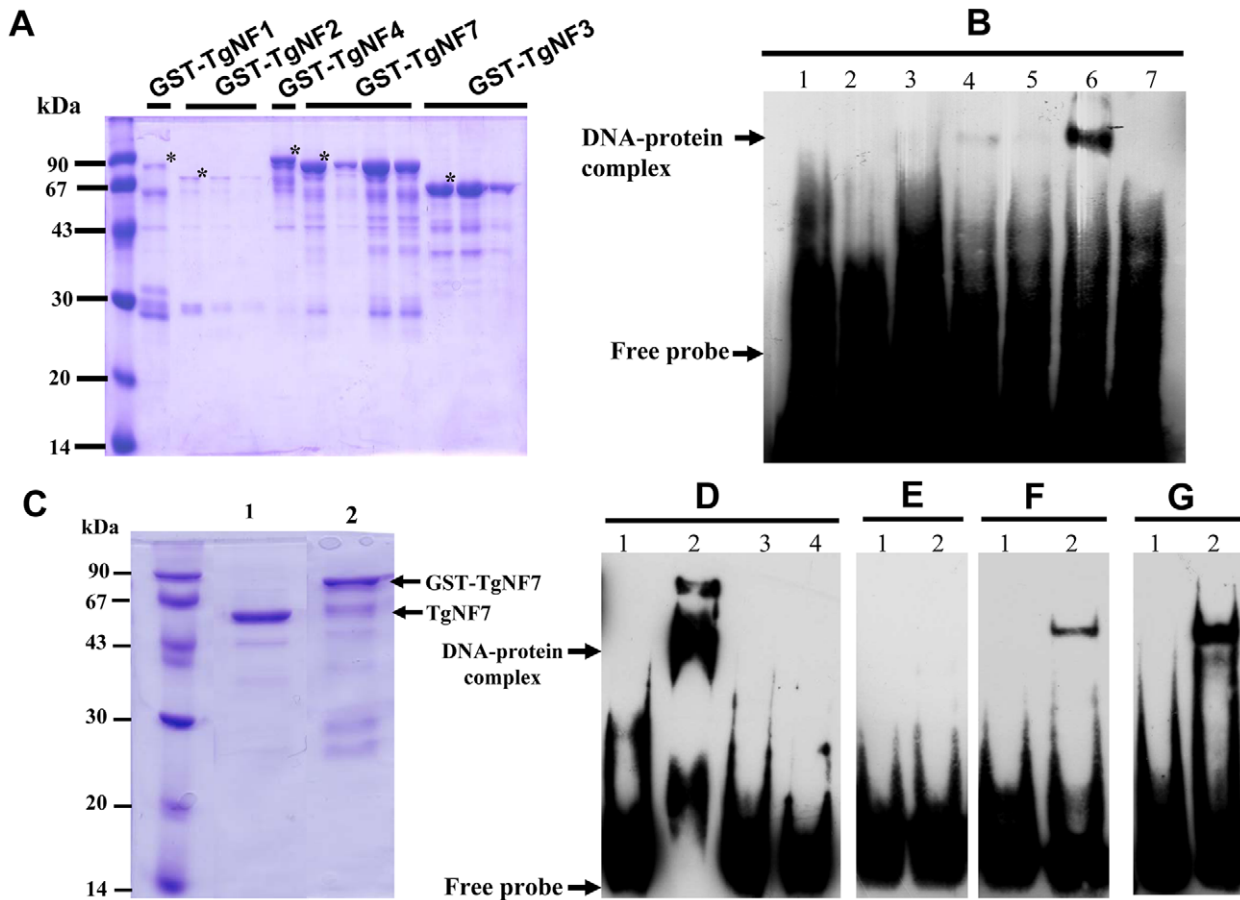 A
GST-TgNF1
GST-TgNF2
GST-TgNF4
GST-TgNF7
GST-TgNF3
kDa
90
67
43
30
20
14
* * * *
B
1 2 3 4 5 6 7
DNA-protein
complex
Free probe
C
kDa
1 2
90
67
43
30
20
14
GST-TgNF7
TgNF7
DNA-protein
complex
Free probe
D E F G
1 2 3 4 1 2 1 2 1 2